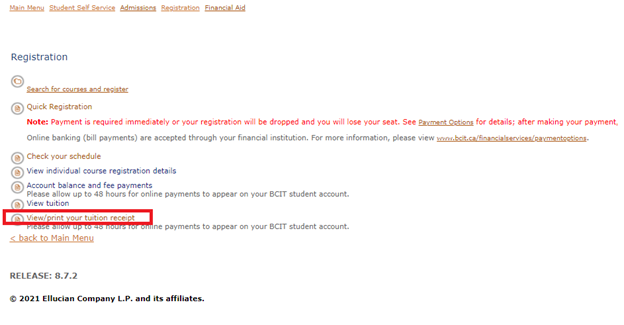 Main Menu Student Self Service Admissions Registration Financial Aid
Registration
Search for courses and register
Quick Registration
Note: Payment is required immediately or your registration will be dropped and you will lose your seat. See Payment Options for details; after making your payment,
Online banking (bill payments) are accepted through your financial institution. For more information, please view www.bcit.ca/financialservices/paymentoptions.
Check your schedule
View individual course registration details
Account balance and fee payments
Please allow up to 48 hours for online payments to appear on your BCIT student account.
View tuition
View/print your tuition receipt
Please allow up to 48 hours for online payments to appear on your BCIT student account.
< back to Main Menu
RELEASE: 8.7.2
© 2021 Ellucian Company L.P. and its affiliates.